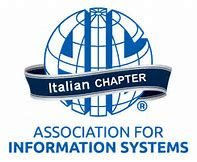 Italian CHAPTER
®
ASSOCIATION FOR
INFORMATION SYSTEMS